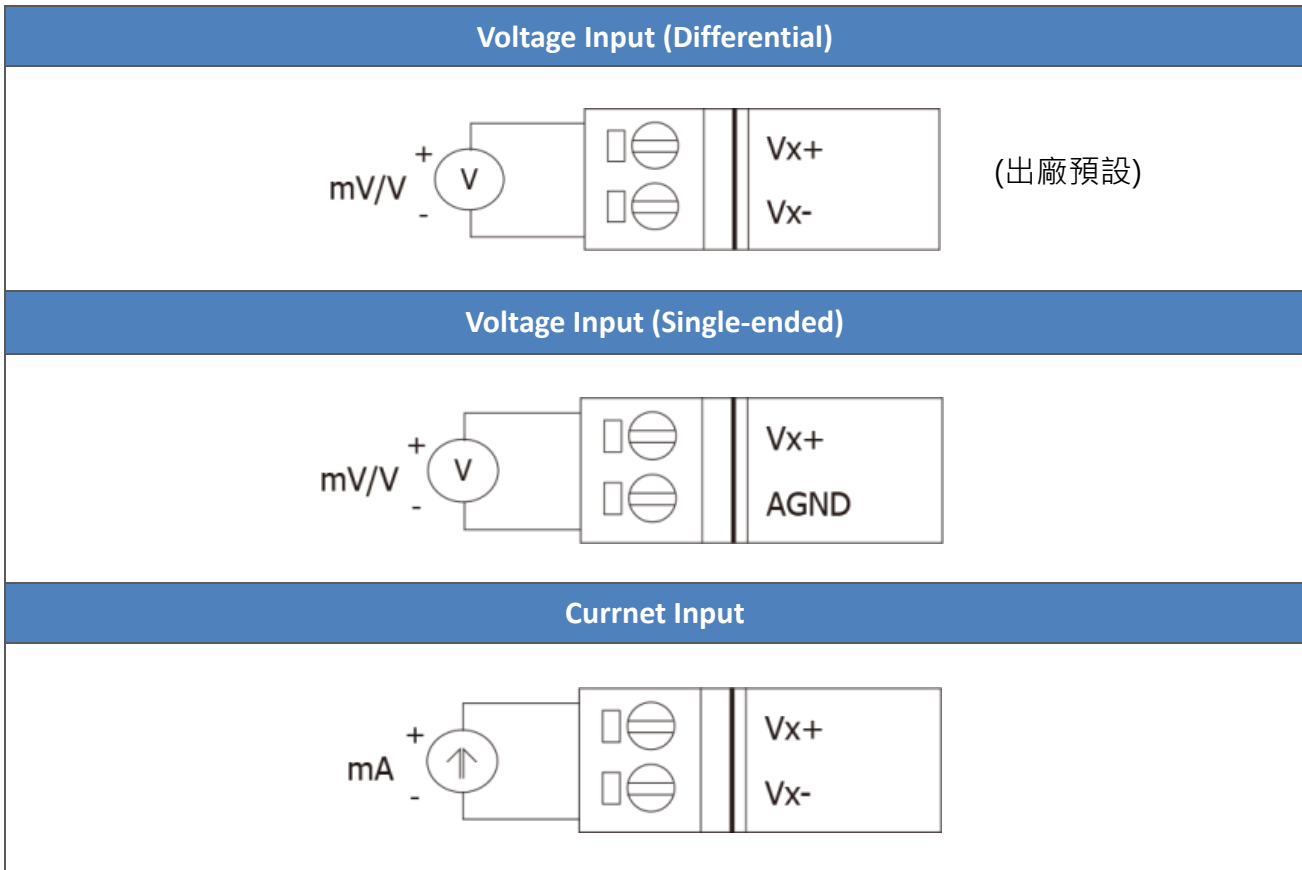 Voltage Input (Differential)
+
mV/V
V
-
Vx+
Vx-
(出廠預設)
Voltage Input (Single-ended)
+
mV/V
V
-
Vx+
AGND
Currnet Input
+
mA
-
Vx+
Vx-